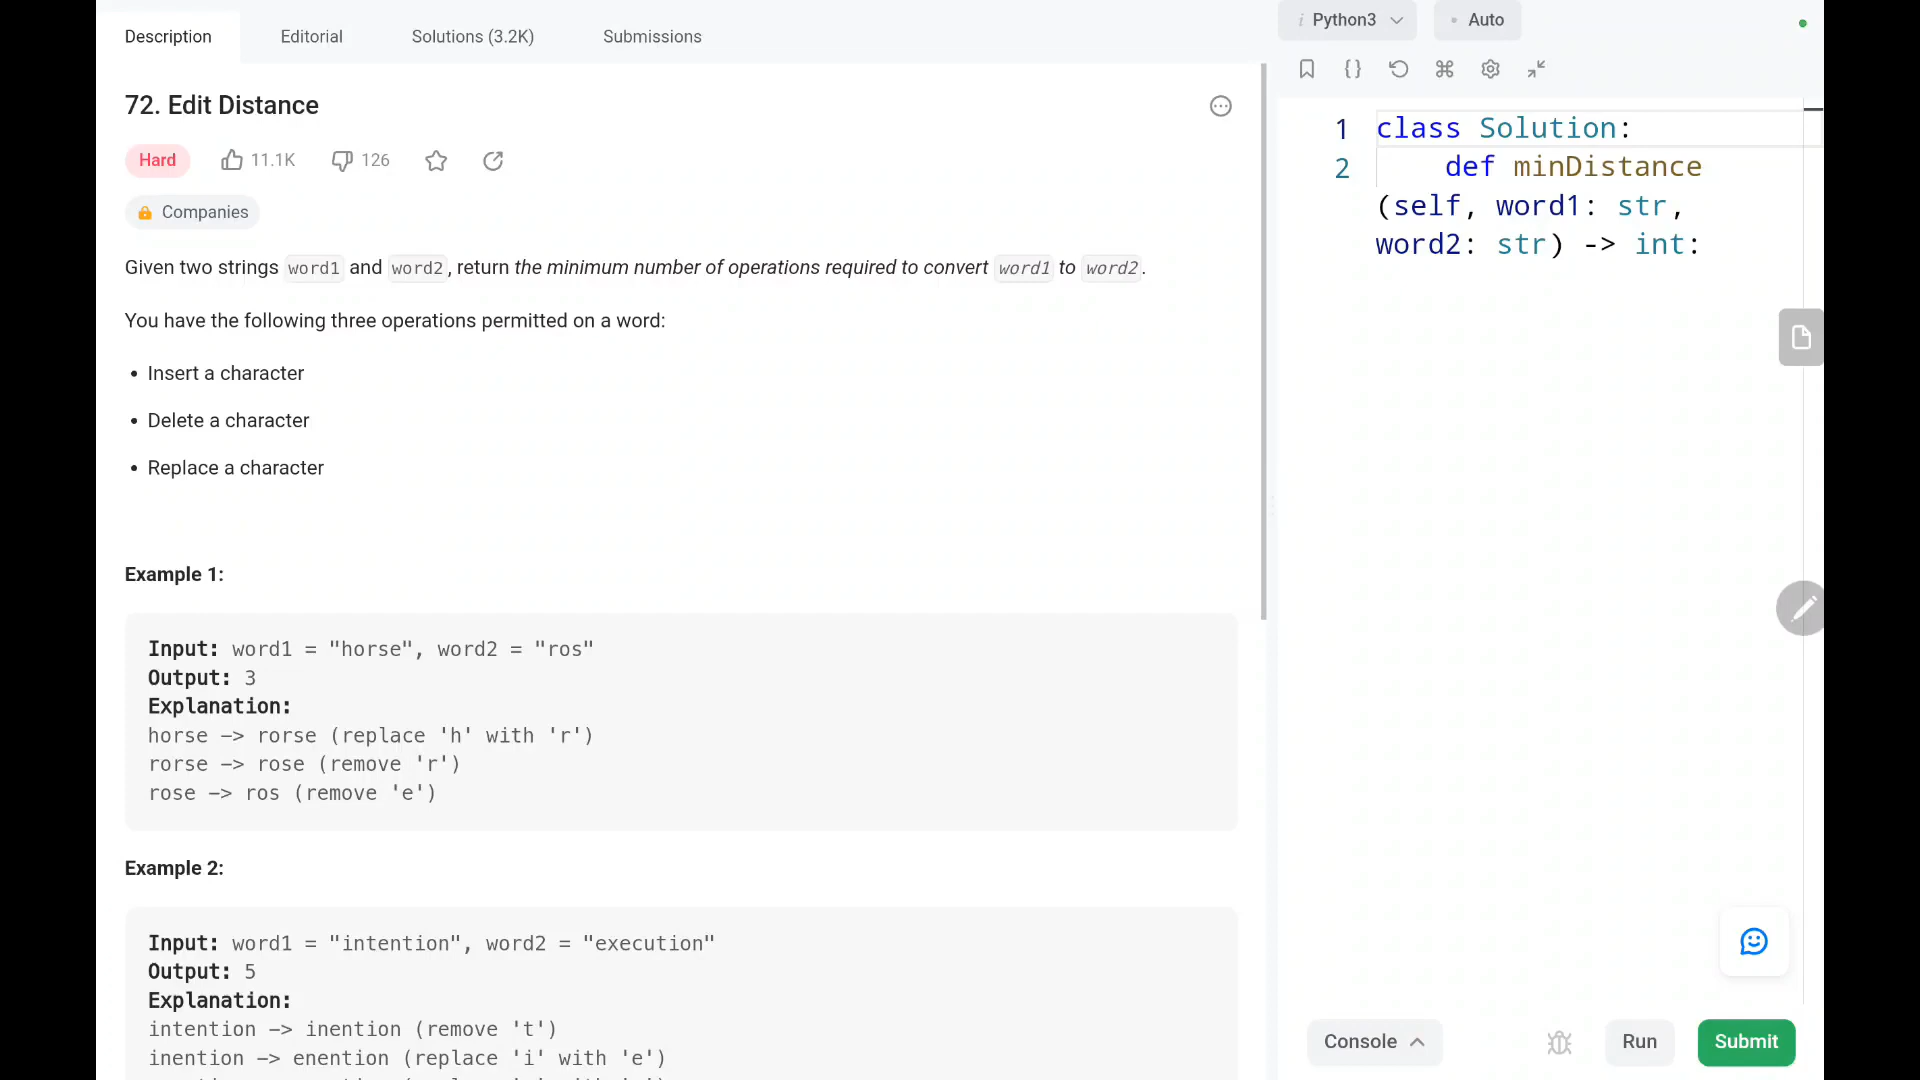 Description Editorial Solutions (3.2K) Submissions
i Python3 • Auto
72. Edit Distance
Hard 11.1K 126
Companies
Given two strings word1 and word2, return the minimum number of operations required to convert word1 to word2.
You have the following three operations permitted on a word:
• Insert a character
• Delete a character
• Replace a character
Example 1:
Input: word1 = "horse", word2 = "ros"
Output: 3
Explanation:
horse -> rorse (replace 'h' with 'r')
rorse -> rose (remove 'r')
rose -> ros (remove 'e')
Example 2:
Input: word1 = "intention", word2 = "execution"
Output: 5
Explanation:
intention -> inention (remove 't')
inention -> enention (replace 'i' with 'e')
1 class Solution:
2 def minDistance
(self, word1: str,
word2: str) -> int:
Console Run Submit